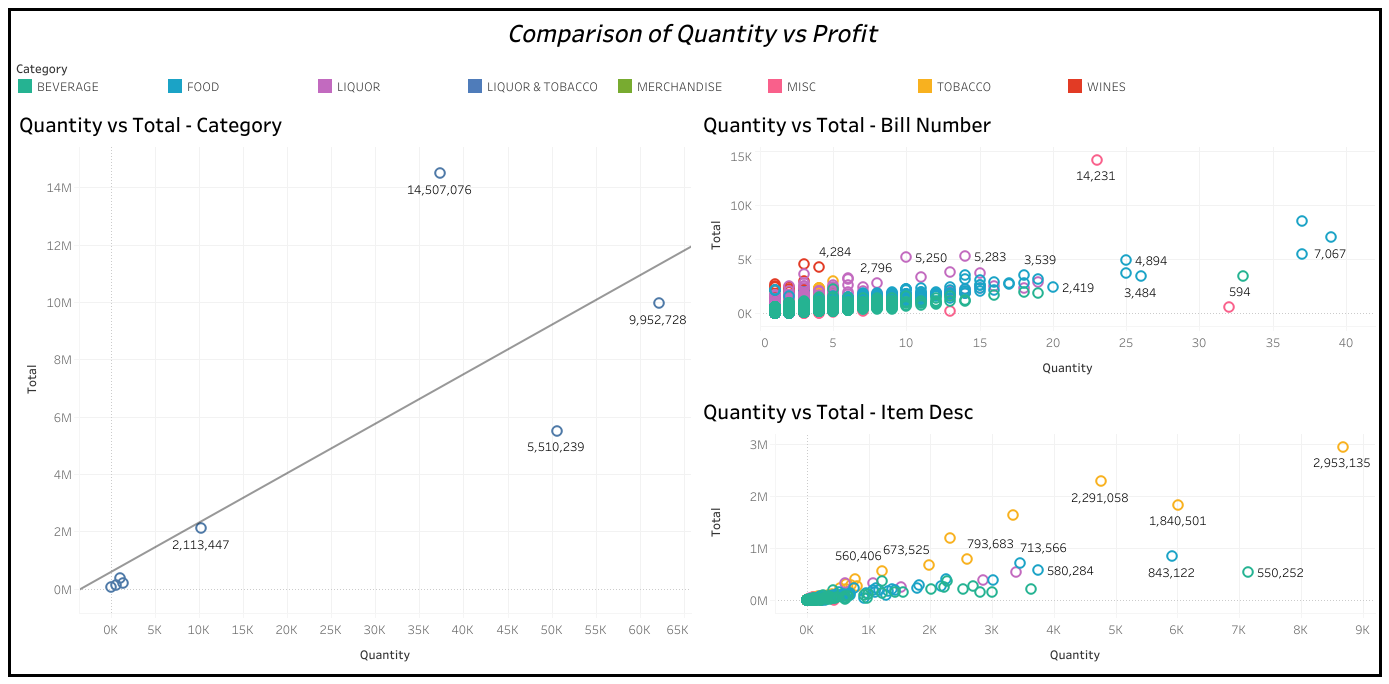 Comparison of Quantity vs Profit
Category
BEVERAGE FOOD LIQUOR LIQUOR & TOBACCO MERCHANDISE MISC TOBACCO WINES
Quantity vs Total - Category
14M
12M
10M
8M
6M
4M
2M
0M
Total
14,507,076
9,952,728
5,510,239
2,113,447
0K 5K 10K 15K 20K 25K 30K 35K 40K 45K 50K 55K 60K 65K
Quantity
Quantity vs Total - Bill Number
15K
10K
5K
0K
Total
14,231
4,284
2,796
5,250
5,283
3,539
2,419
4,894
3,484
7,067
594
0 5 10 15 20 25 30 35 40
Quantity
Quantity vs Total - Item Desc
3M
2M
1M
0M
Total
2,953,135
2,291,058
1,840,501
560,406
673,525
793,683
713,566
580,284
843,122
550,252
0K 1K 2K 3K 4K 5K 6K 7K 8K 9K
Quantity